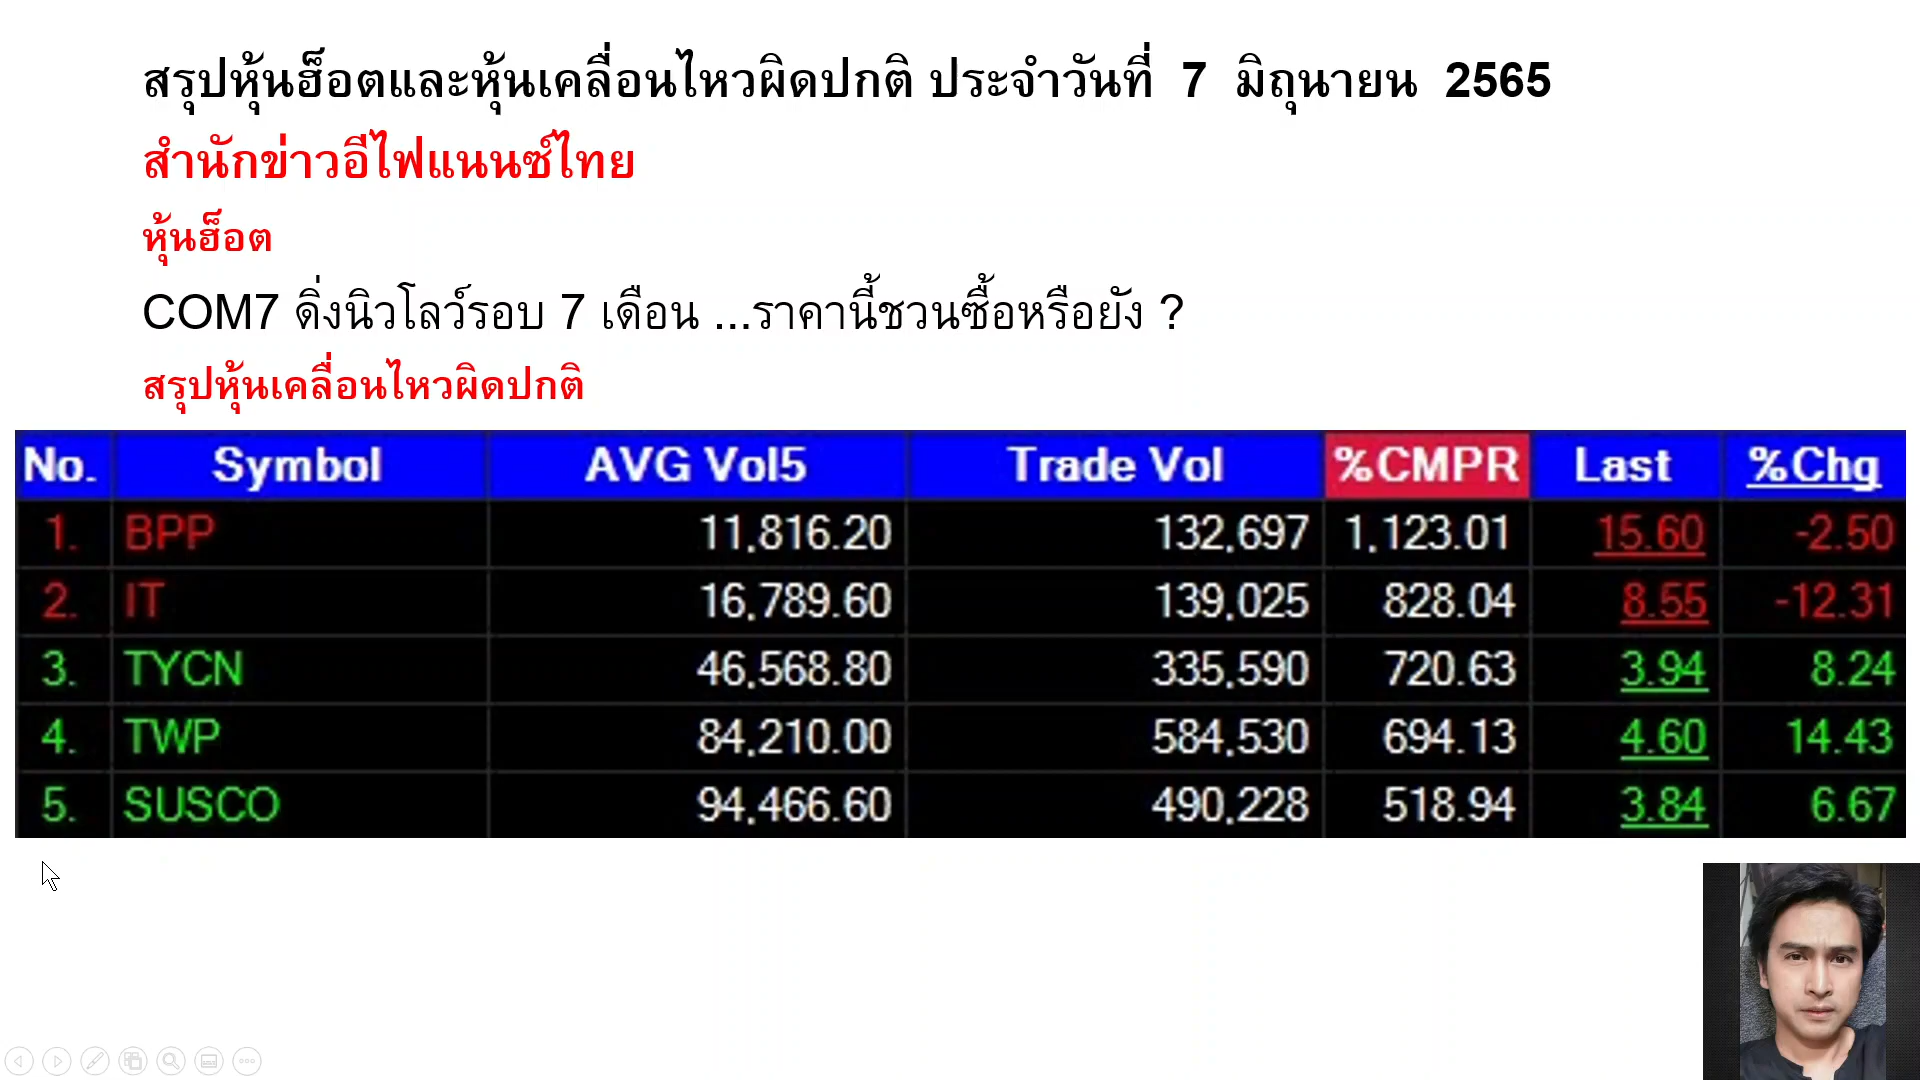 สรุปหุ้นฮ็อตและหุ้นเคลื่อนไหวผิดปกติ ประจำวันที่ 7 มิถุนายน 2565
สำนักข่าวอีไฟแนนซ์ไทย
หุ้นฮ็อต
COM7 ดิ่งนิวโลว์รอบ 7 เดือน ...ราคานี้ชวนซื้อหรือยัง ?
สรุปหุ้นเคลื่อนไหวผิดปกติ
No. Symbol AVG Vol5 Trade Vol %CMPR Last %Chg
1. BPP 11,816.20 132,697 1,123.01 15.60 -2.50
2. IT 16,789.60 139,025 828.04 8.55 -12.31
3. TYCN 46,568.80 335,590 720.63 3.94 8.24
4. TWP 84,210.00 584,530 694.13 4.60 14.43
5. SUSCO 94,466.60 490,228 518.94 3.84 6.67